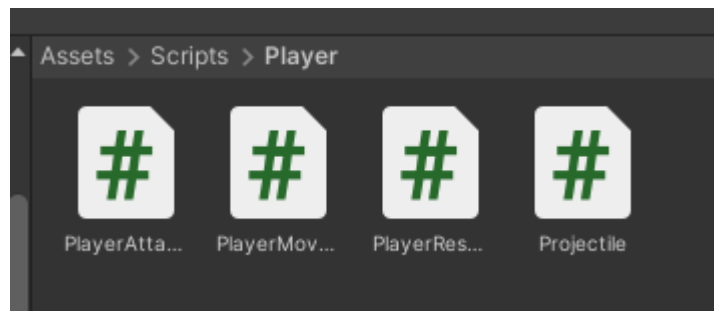 Assets > Scripts > Player
PlayerAtta... PlayerMov... PlayerRes... Projectile